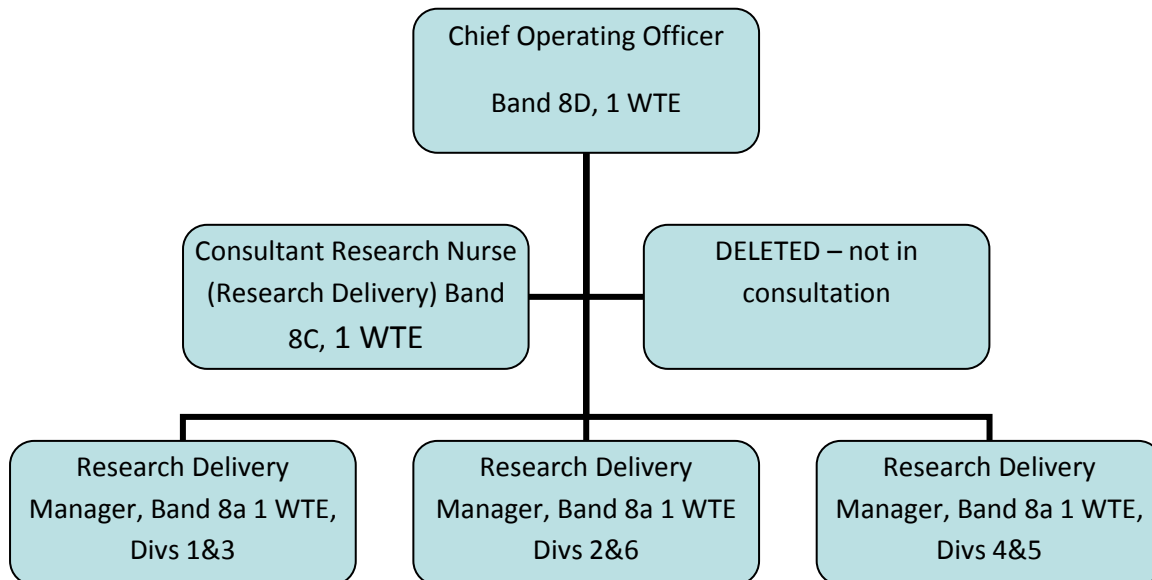 Chief Operating Officer
Band 8D, 1 WTE
Consultant Research Nurse
(Research Delivery) Band
8C, 1 WTE
DELETED – not in
consultation
Research Delivery
Manager, Band 8a 1 WTE,
Divs 1&3
Research Delivery
Manager, Band 8a 1 WTE
Divs 2&6
Research Delivery
Manager, Band 8a 1 WTE,
Divs 4&5